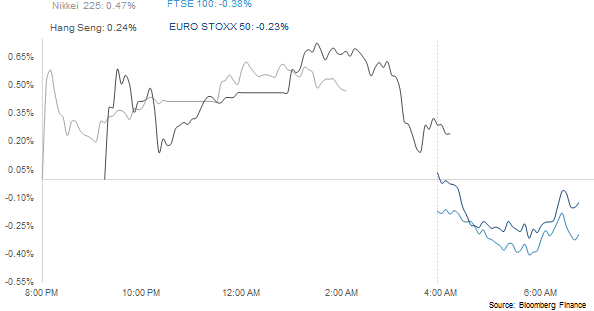 Nikkei 225: 0.47%
FTSE 100: -0.38%
Hang Seng: 0.24%
EURO STOXX 50: -0.23%
0.65%
0.50%
0.35%
0.20%
0.05%
-0.10%
-0.25%
-0.40%
-0.55%
8:00 PM
10:00 PM
12:00 AM
2:00 AM
4:00 AM
6:00 AM
Source: Bloomberg Finance